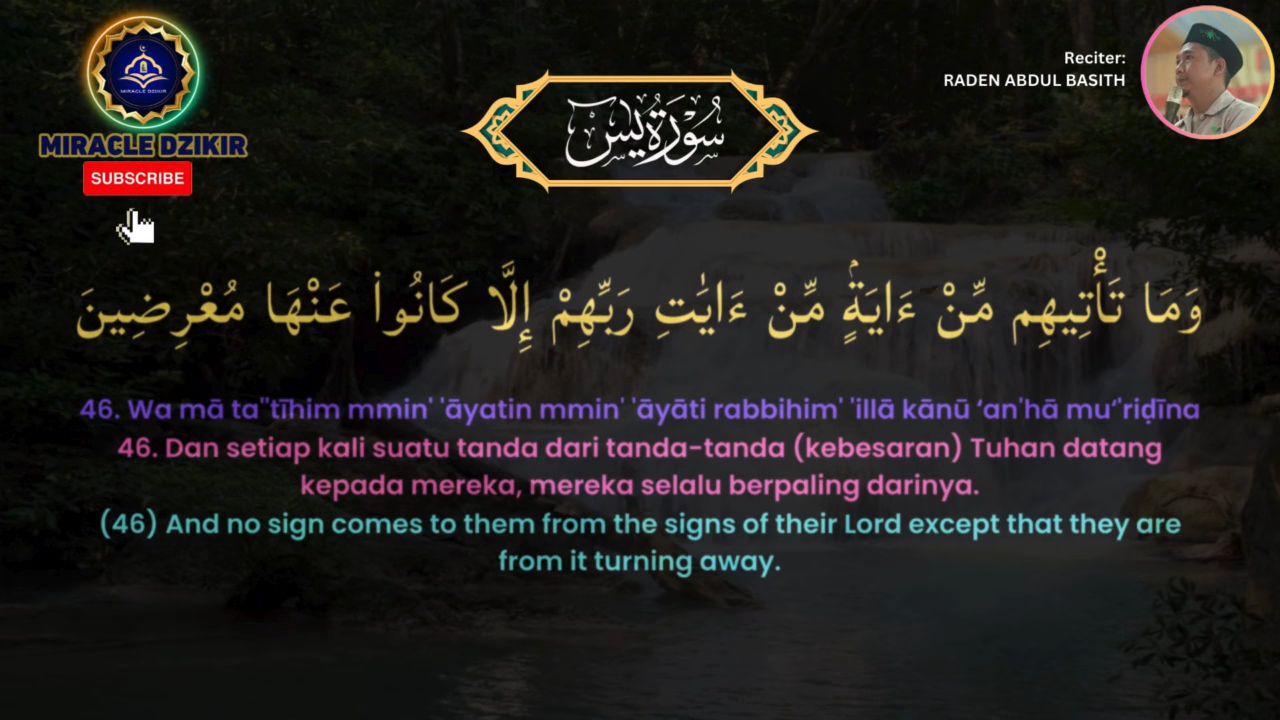 MIRACLE DZIKIR
MIRACLE DZIKIR
SUBSCRIBE
سُوْرَةُ يٰسٓ
Reciter:
RADEN ABDUL BASITH
وَمَا تَأْتِيهِم مِّنْ ءَايَةٍۢ مِّنْ ءَايَٰتِ رَبِّهِمْ إِلَّا كَانُوا۟ عَنْهَا مُعْرِضِينَ
46. Wa mā ta''tīhim mmin' 'āyatin mmin' 'āyāti rabbihim' 'illā kānū ‘an'hā mu‘'riḍīna
46. Dan setiap kali suatu tanda dari tanda-tanda (kebesaran) Tuhan datang
kepada mereka, mereka selalu berpaling darinya.
(46) And no sign comes to them from the signs of their Lord except that they are
from it turning away.